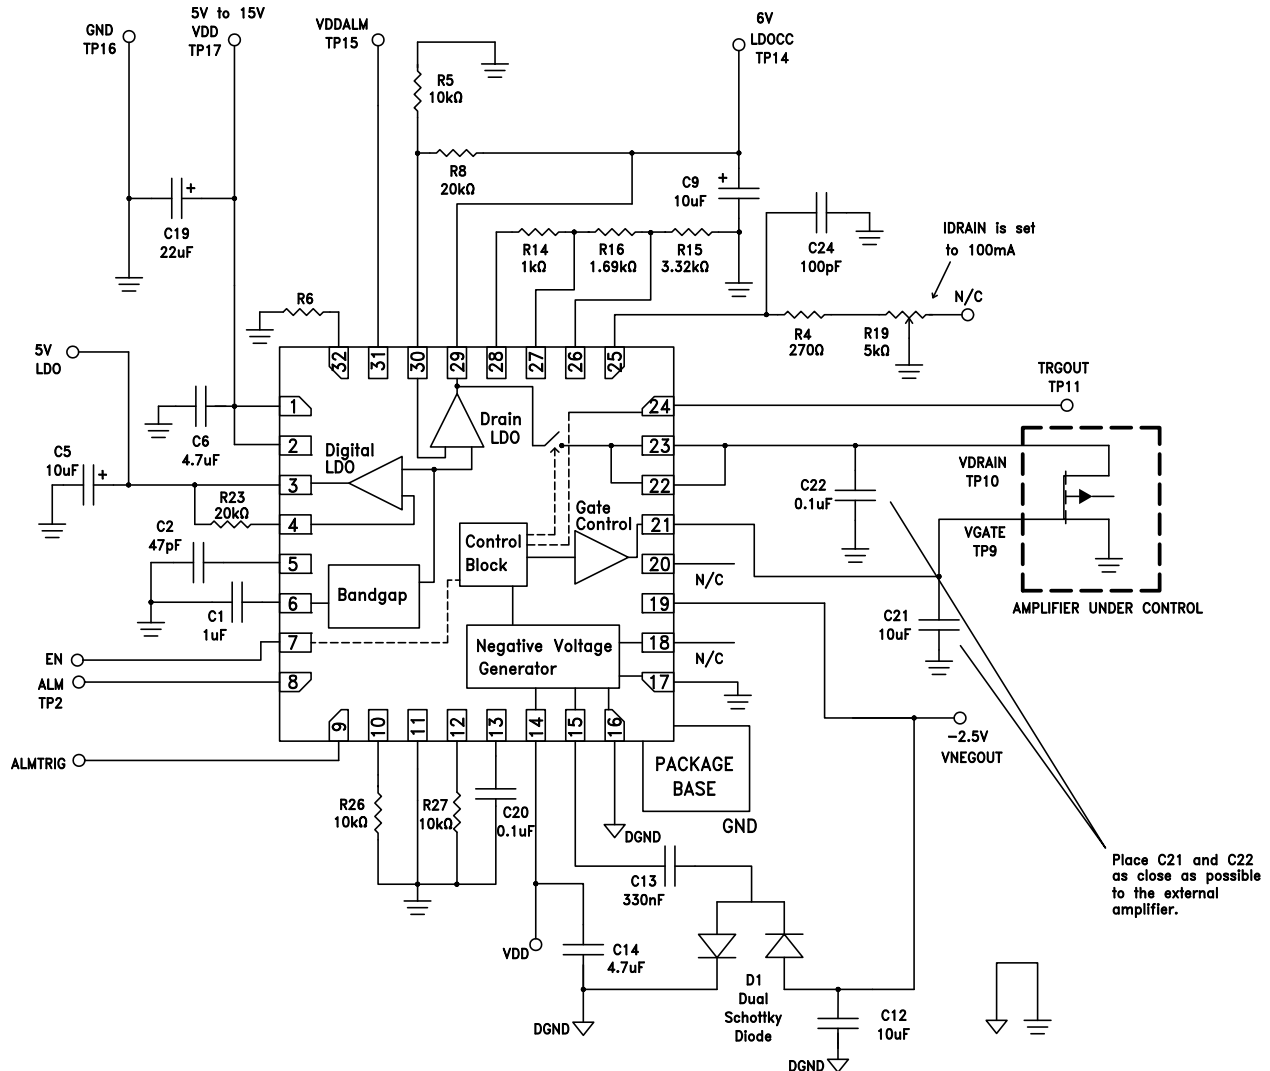 GND
TP16
5V to 15V
VDD
TP17
VDDALM
TP15
6V
LDOCC
TP14
R5
10kΩ
R8
20kΩ
C9
10uF
+
C19
22uF
+
R14
1kΩ
R16
1.69kΩ
R15
3.32kΩ
C24
100pF
IDRAIN is set
to 100mA
N/C
R4
270Ω
R19
5kΩ
R6
5V
LDO
32
31
30
29
28
27
26
25
TRGOUT
TP11
1
2
3
4
5
6
7
8
24
23
22
21
20
19
18
17
C6
4.7uF
C5
10uF
+
R23
20kΩ
C2
47pF
C1
1uF
Digital
LDO
Drain
LDO
Gate
Control
Control
Block
Bandgap
Negative Voltage
Generator
VDRAIN
TP10
C22
0.1uF
VGATE
TP9
N/C
AMPLIFIER UNDER CONTROL
C21
10uF
N/C
EN
ALM
TP2
ALMTRIG
9
10
11
12
13
14
15
16
-2.5V
VNEGOUT
PACKAGE
BASE
GND
R26
10kΩ
R27
10kΩ
C20
0.1uF
DGND
C13
330nF
Place C21 and C22
as close as possible
to the external
amplifier.
VDD
C14
4.7uF
DGND
D1
Dual
Schottky
Diode
C12
10uF
DGND